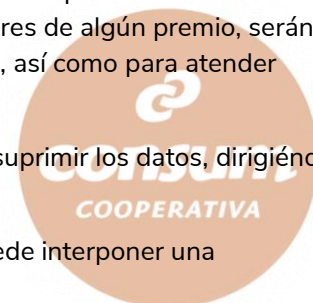 res de algún premio, serán
, así como para atender
suprimir los datos, dirigiénd
consum
COOPERATIVA
ede interponer una